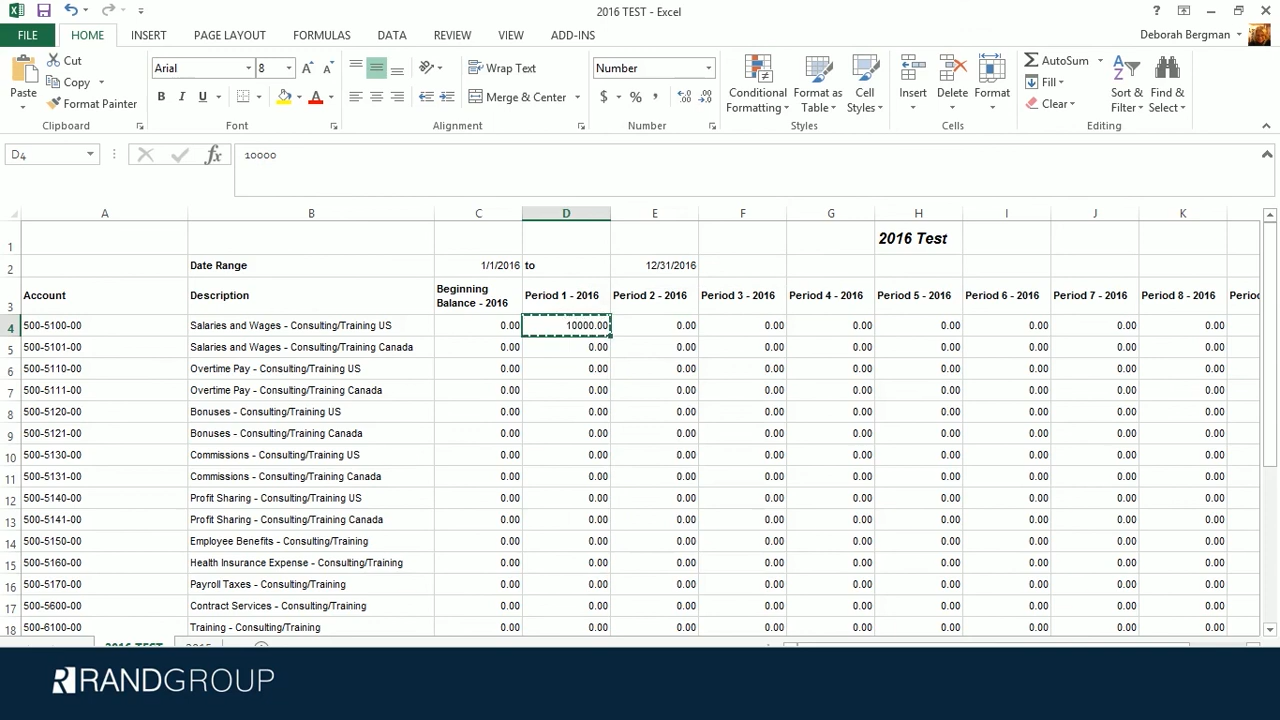 2016 TEST - Excel
FILE HOME INSERT PAGE LAYOUT FORMULAS DATA REVIEW VIEW ADD-INS Deborah Bergman
Paste Cut Copy Format Painter Clipboard
Arial 8 B I U A Font
Wrap Text Merge & Center Alignment
Number $ % , Number
Conditional Formatting Format as Table Cell Styles Styles
Insert Delete Format Cells
AutoSum Fill Clear Sort & Filter Find & Select Editing
D4 fx 10000
A B C D E F G H I J K
1 2016 Test
2 Date Range 1/1/2016 to 12/31/2016
3 Account Description Beginning Balance - 2016 Period 1 - 2016 Period 2 - 2016 Period 3 - 2016 Period 4 - 2016 Period 5 - 2016 Period 6 - 2016 Period 7 - 2016 Period 8 - 2016 Perio
4 500-5100-00 Salaries and Wages - Consulting/Training US 0.00 10000.00 0.00 0.00 0.00 0.00 0.00 0.00 0.00
5 500-5101-00 Salaries and Wages - Consulting/Training Canada 0.00 0.00 0.00 0.00 0.00 0.00 0.00 0.00 0.00
6 500-5110-00 Overtime Pay - Consulting/Training US 0.00 0.00 0.00 0.00 0.00 0.00 0.00 0.00 0.00
7 500-5111-00 Overtime Pay - Consulting/Training Canada 0.00 0.00 0.00 0.00 0.00 0.00 0.00 0.00 0.00
8 500-5120-00 Bonuses - Consulting/Training US 0.00 0.00 0.00 0.00 0.00 0.00 0.00 0.00 0.00
9 500-5121-00 Bonuses - Consulting/Training Canada 0.00 0.00 0.00 0.00 0.00 0.00 0.00 0.00 0.00
10 500-5130-00 Commissions - Consulting/Training US 0.00 0.00 0.00 0.00 0.00 0.00 0.00 0.00 0.00
11 500-5131-00 Commissions - Consulting/Training Canada 0.00 0.00 0.00 0.00 0.00 0.00 0.00 0.00 0.00
12 500-5140-00 Profit Sharing - Consulting/Training US 0.00 0.00 0.00 0.00 0.00 0.00 0.00 0.00 0.00
13 500-5141-00 Profit Sharing - Consulting/Training Canada 0.00 0.00 0.00 0.00 0.00 0.00 0.00 0.00 0.00
14 500-5150-00 Employee Benefits - Consulting/Training 0.00 0.00 0.00 0.00 0.00 0.00 0.00 0.00 0.00
15 500-5160-00 Health Insurance Expense - Consulting/Training 0.00 0.00 0.00 0.00 0.00 0.00 0.00 0.00 0.00
16 500-5170-00 Payroll Taxes - Consulting/Training 0.00 0.00 0.00 0.00 0.00 0.00 0.00 0.00 0.00
17 500-5600-00 Contract Services - Consulting/Training 0.00 0.00 0.00 0.00 0.00 0.00 0.00 0.00 0.00
18 500-6100-00 Training - Consulting/Training 0.00 0.00 0.00 0.00 0.00 0.00 0.00 0.00 0.00
2016 TEST
RANDGROUP